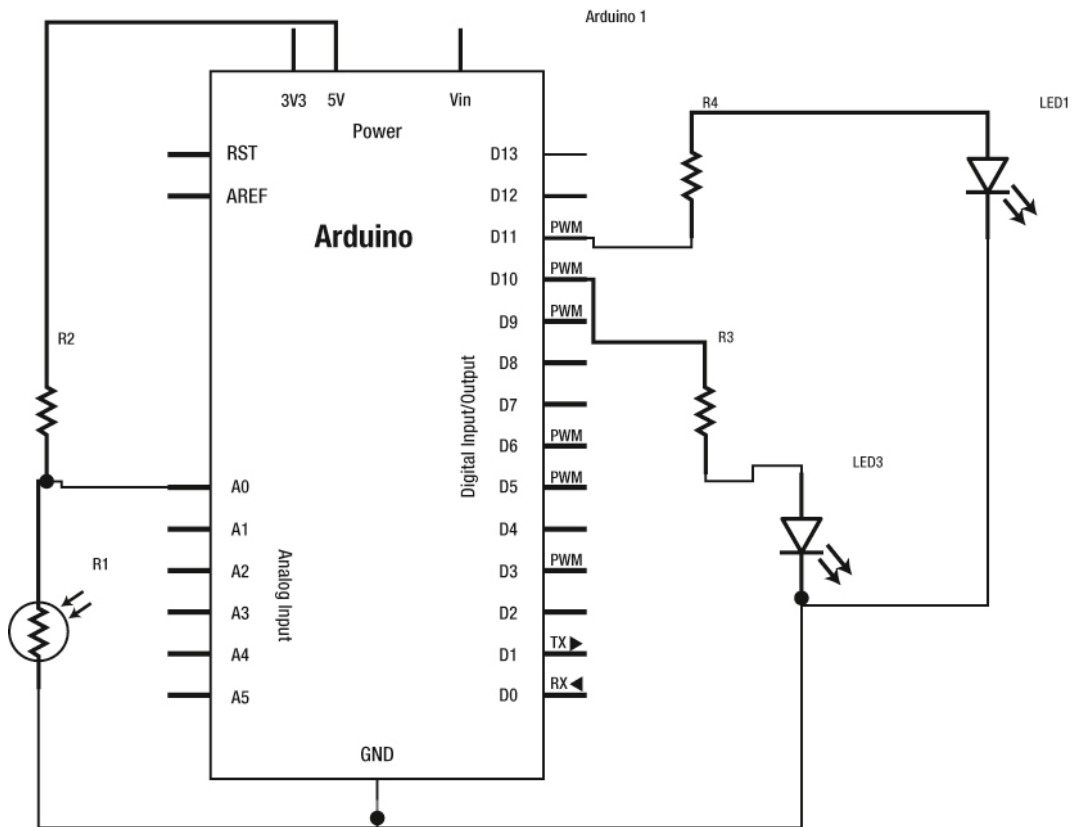 Arduino 1
3V3 5V Vin
Power
R4
LED1
RST
D13
AREF
D12
Arduino
D11 PWM
D10 PWM
D9 PWM
R2
R3
D8
D7
Digital Input/Output
D6 PWM
LED3
A0
D5 PWM
A1
D4
R1
A2
D3 PWM
Analog Input
A3
D2
A4
D1 TX
A5
D0 RX
GND